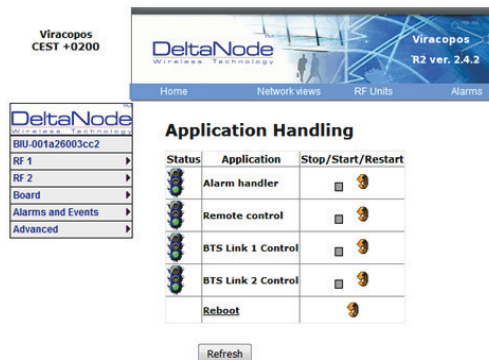 Viracopos
CEST +0200
DeltaNode
Wireless Technology
Viracopos
R2 ver. 2.4.2
Home Network views RF Units Alarms
DeltaNode
Wireless Technology
BIU-001a26003cc2
RF 1
RF 2
Board
Alarms and Events
Advanced
Application Handling
Status Application Stop/Start/Restart
Alarm handler
Remote control
BTS Link 1 Control
BTS Link 2 Control
Reboot
Refresh